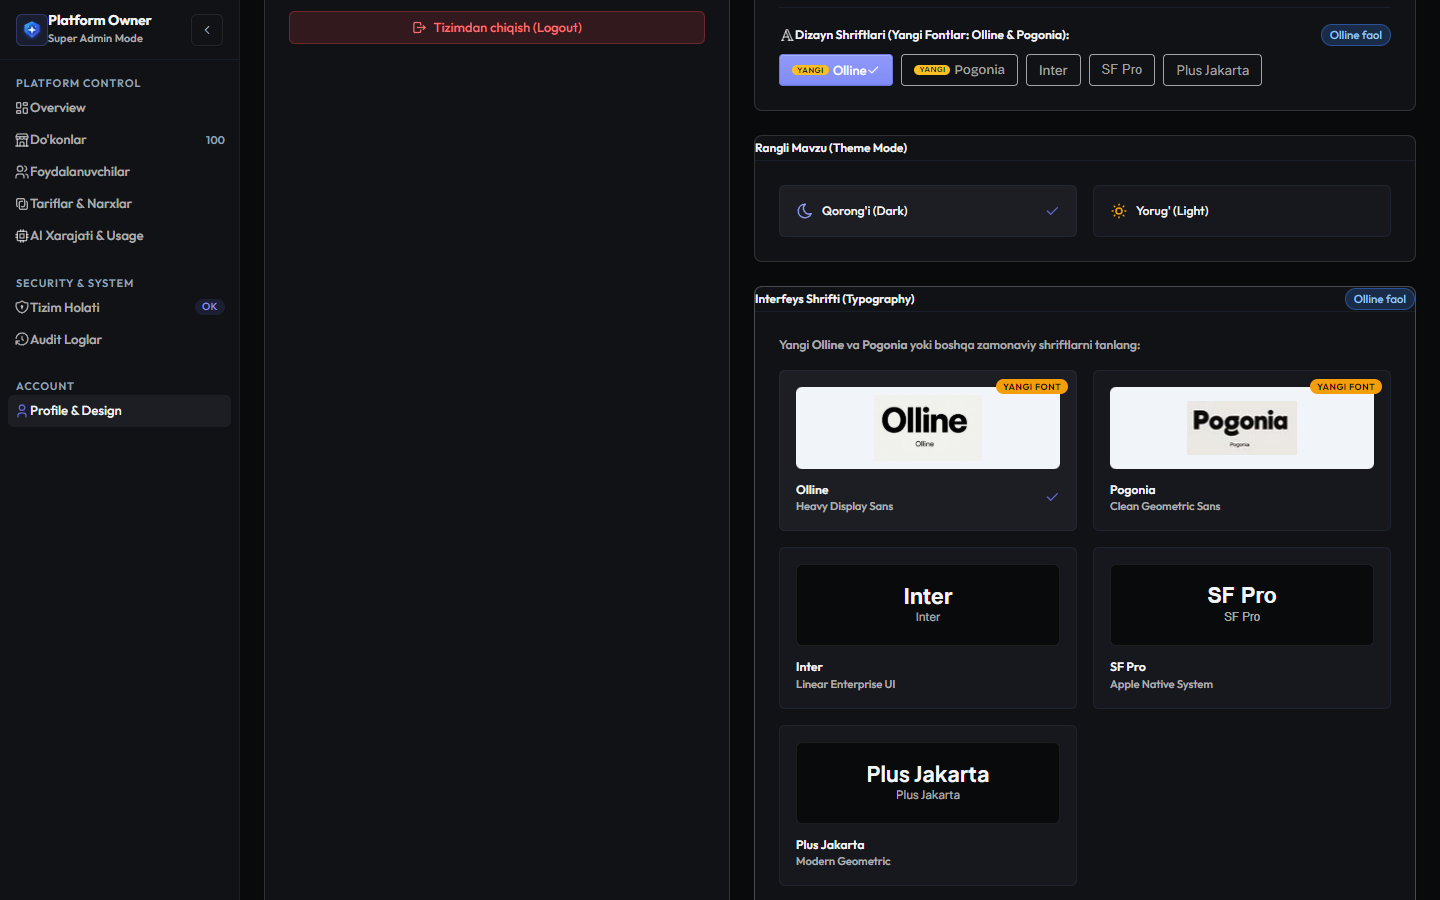 Platform Owner
Super Admin Mode
PLATFORM CONTROL
Overview
Do'konlar 100
Foydalanuvchilar
Tariflar & Narxlar
AI Xarajati & Usage
SECURITY & SYSTEM
Tizim Holati OK
Audit Loglar
ACCOUNT
Profile & Design
Tizimdan chiqish (Logout)
Dizayn Shriftlari (Yangi Fontlar: Olline & Pogonia): Olline faol
YANGI Olline YANGI Pogonia Inter SF Pro Plus Jakarta
Rangli Mavzu (Theme Mode)
Qorong'i (Dark) Yorug' (Light)
Interfeys Shrifti (Typography) Olline faol
Yangi Olline va Pogonia yoki boshqa zamonaviy shriftlarni tanlang:
YANGI FONT
Olline
Olline
Olline
Heavy Display Sans
YANGI FONT
Pogonia
Pogonia
Pogonia
Clean Geometric Sans
Inter
Inter
Inter
Linear Enterprise UI
SF Pro
SF Pro
SF Pro
Apple Native System
Plus Jakarta
Plus Jakarta
Plus Jakarta
Modern Geometric